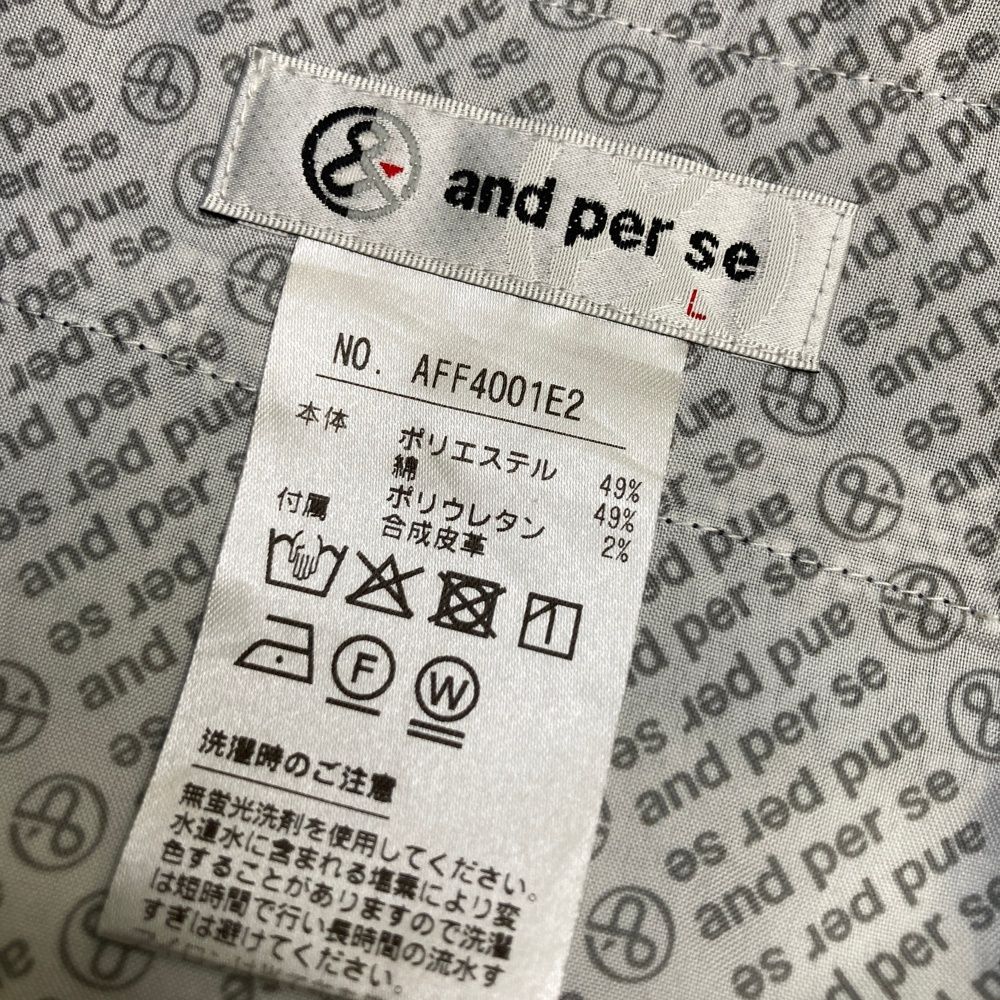 and per se
L
NO. AFF4001E2
本体 ポリエステル 49%
綿 49%
ポリウレタン 2%
付属 合成皮革
F
W
洗濯時のご注意
無蛍光洗剤を使用してください。
水道水に含まれる塩素により変
色することがありますので洗濯
は短時間で行い長時間の流水す
すぎは避けてください。